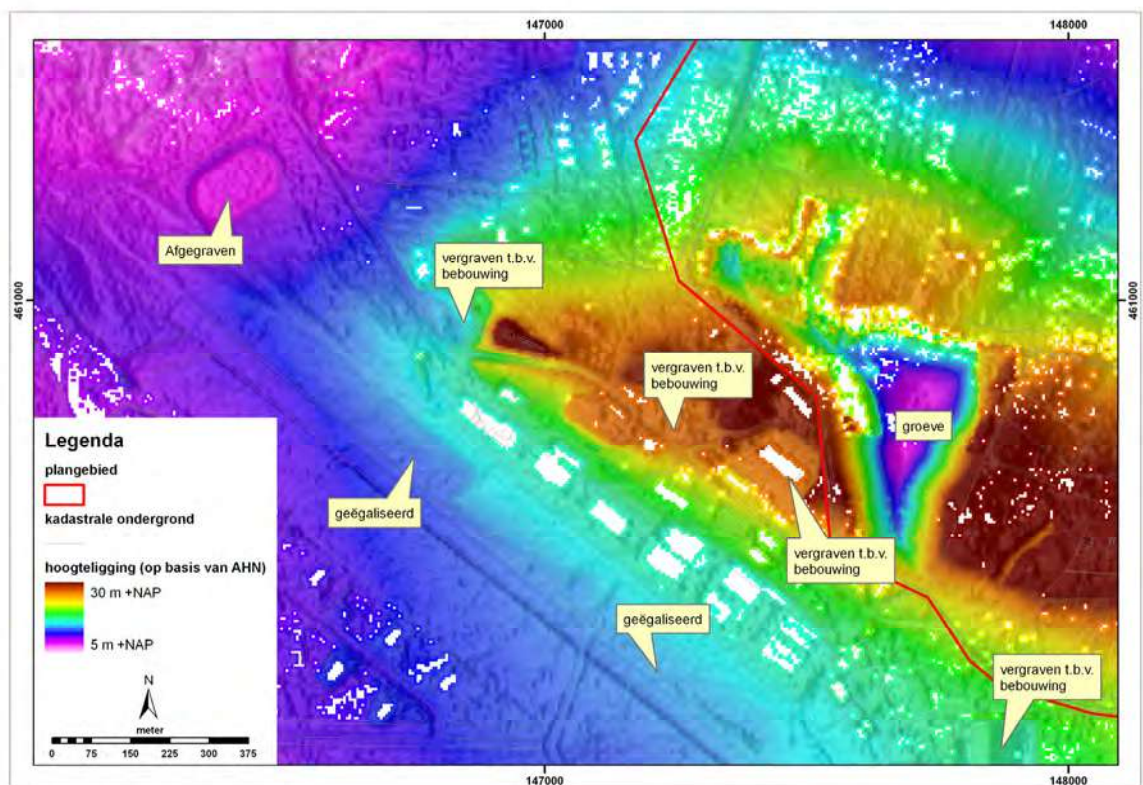 147000
148000
461000
461000
Afgegraven
vergraven t.b.v.
bebouwing
vergraven t.b.v.
bebouwing
groeve
geëgaliseerd
vergraven t.b.v.
bebouwing
geëgaliseerd
vergraven t.b.v.
bebouwing
Legenda
plangebied
kadastrale ondergrond
hoogteligging (op basis van AHN)
30 m +NAP
5 m +NAP
N
meter
0 75 150 225 300 375
147000
148000